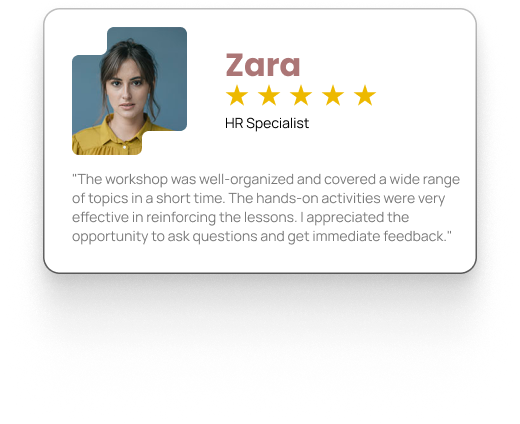 Zara
HR Specialist
"The workshop was well-organized and covered a wide range
of topics in a short time. The hands-on activities were very
effective in reinforcing the lessons. I appreciated the
opportunity to ask questions and get immediate feedback."